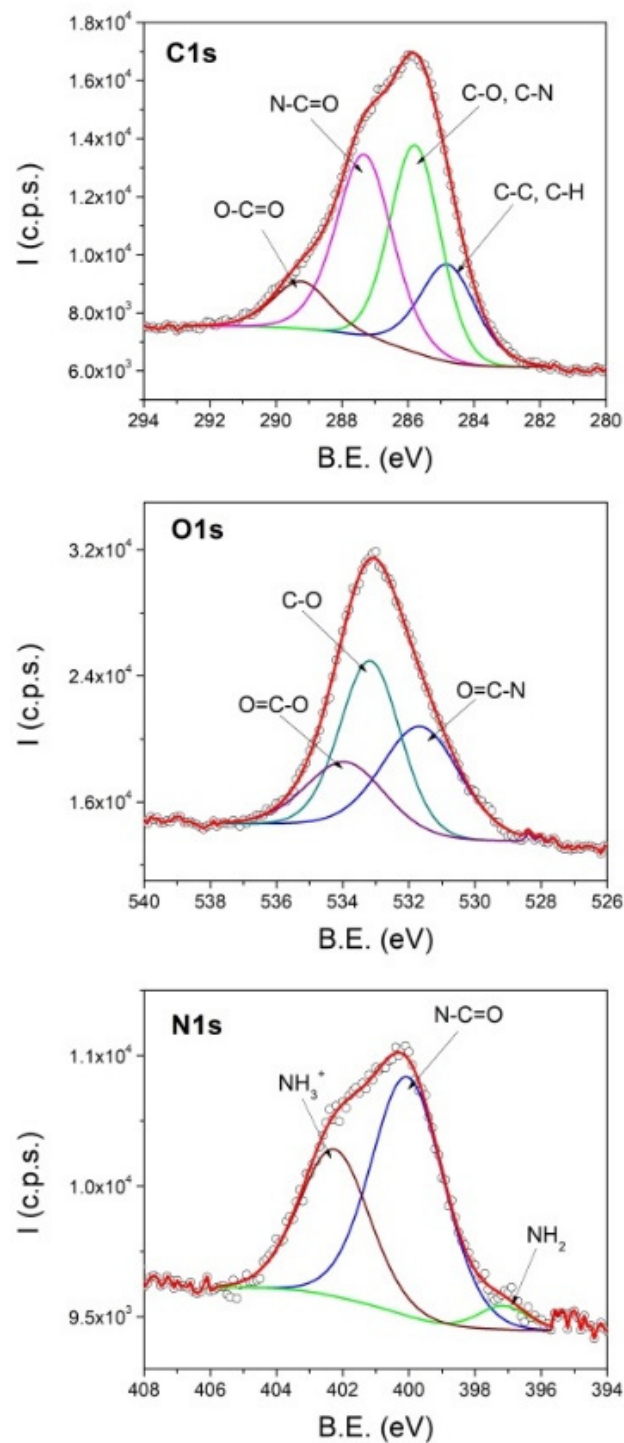 C1s
1.8x10⁴
1.6x10⁴
1.4x10⁴
1.2x10⁴
1.0x10⁴
8.0x10³
6.0x10³
I (c.p.s.)
N-C=O
C-O, C-N
O-C=O
C-C, C-H
294 292 290 288 286 284 282 280
B.E. (eV)
O1s
3.2x10⁴
2.4x10⁴
1.6x10⁴
I (c.p.s.)
C-O
O=C-O
O=C-N
540 538 536 534 532 530 528 526
B.E. (eV)
N1s
1.1x10⁴
1.0x10⁴
9.5x10³
I (c.p.s.)
N-C=O
NH₃⁺
NH₂
408 406 404 402 400 398 396 394
B.E. (eV)